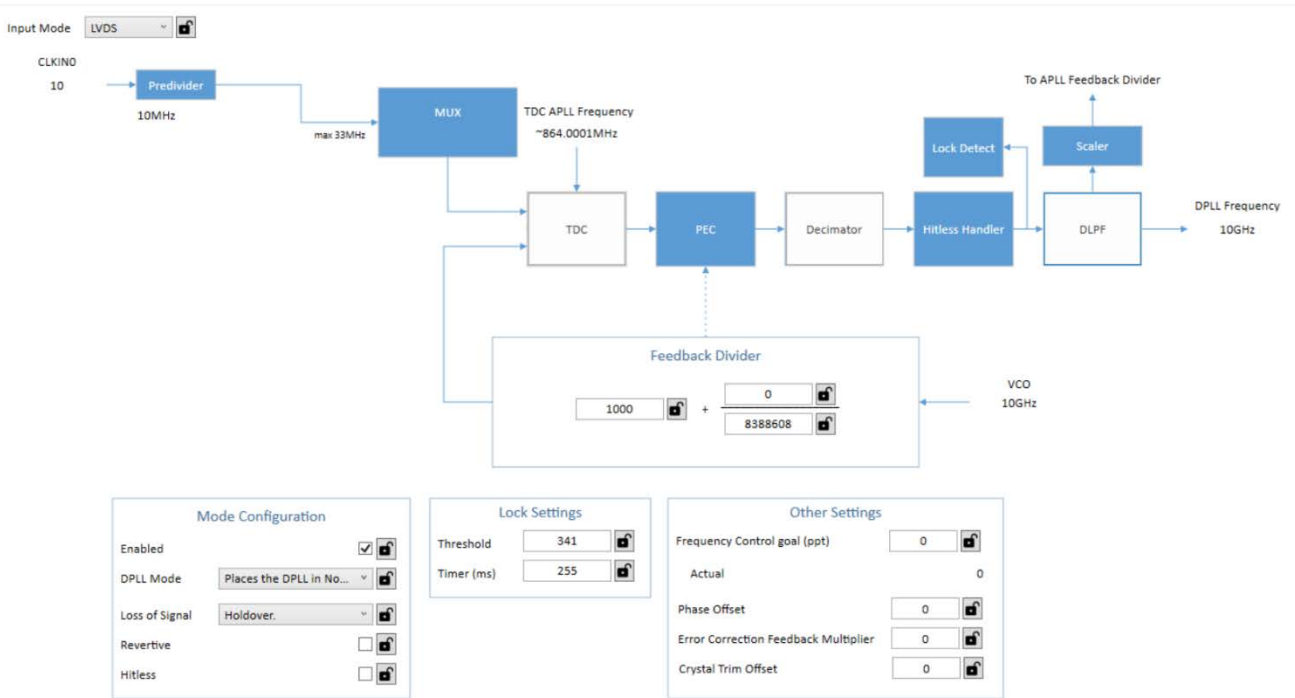 Input Mode LVDS
CLKIN0
10
Predivider
10MHz
max 33MHz
MUX
TDC APLL Frequency
~864.0001MHz
To APLL Feedback Divider
Lock Detect
Scaler
TDC
PEC
Decimator
Hitless Handler
DLPF
DPLL Frequency
10GHz
Feedback Divider
1000 + 0
8388608
VCO
10GHz
Mode Configuration
Enabled
DPLL Mode Places the DPLL in No...
Loss of Signal Holdover.
Revertive
Hitless
Lock Settings
Threshold 341
Timer (ms) 255
Other Settings
Frequency Control goal (ppt) 0
Actual 0
Phase Offset 0
Error Correction Feedback Multiplier 0
Crystal Trim Offset 0